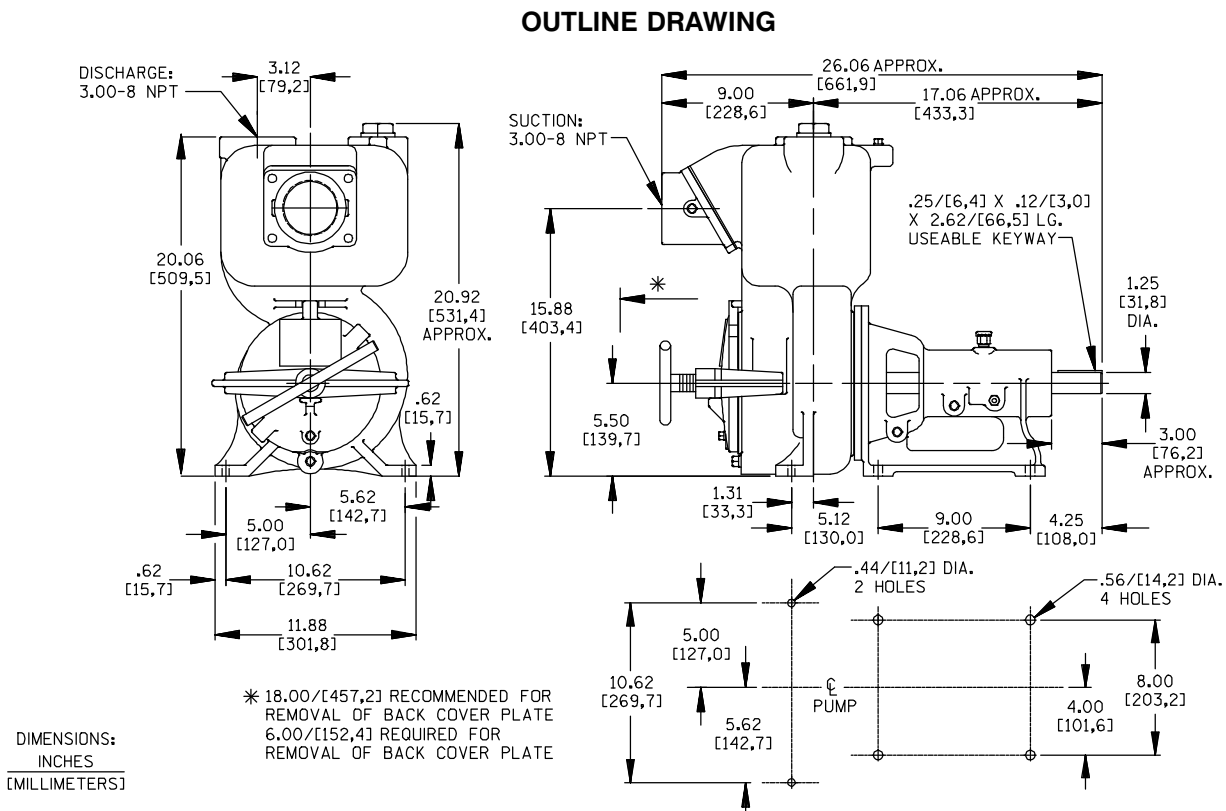 OUTLINE DRAWING
DISCHARGE:
3.00-8 NPT
3.12
[79,2]
20.06
[509,5]
20.92
[531,4]
APPROX.
.62
[15,7]
5.62
[142,7]
5.00
[127,0]
.62
[15,7]
10.62
[269,7]
11.88
[301,8]
26.06 APPROX.
[661,9]
9.00
[228,6]
17.06 APPROX.
[433,3]
SUCTION:
3.00-8 NPT
.25/[6,4] X .12/[3,0]
X 2.62/[66,5] LG.
USEABLE KEYWAY
1.25
[31,8]
DIA.
*
15.88
[403,4]
5.50
[139,7]
3.00
[76,2]
APPROX.
1.31
[33,3]
5.12
[130,0]
9.00
[228,6]
4.25
[108,0]
.44/[11,2] DIA.
2 HOLES
.56/[14,2] DIA.
4 HOLES
5.00
[127,0]
10.62
[269,7]
5.62
[142,7]
℄
PUMP
8.00
[203,2]
4.00
[101,6]
* 18.00/[457,2] RECOMMENDED FOR
REMOVAL OF BACK COVER PLATE
6.00/[152,4] REQUIRED FOR
REMOVAL OF BACK COVER PLATE
DIMENSIONS:
INCHES
[MILLIMETERS]